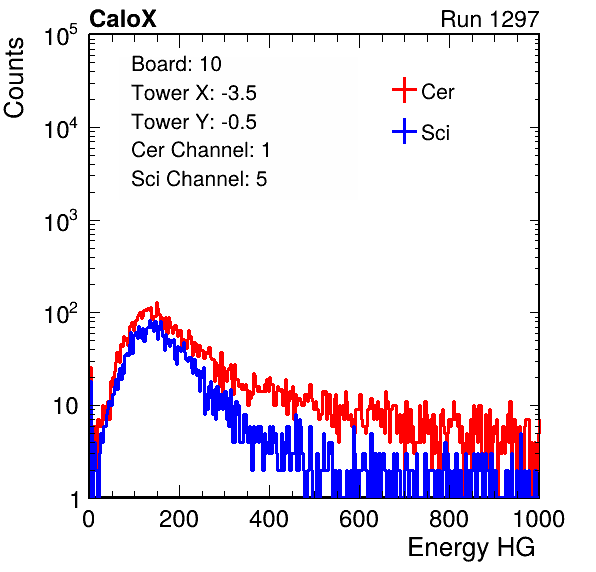 CaloX Run 1297
Counts
Board: 10
Tower X: -3.5
Tower Y: -0.5
Cer Channel: 1
Sci Channel: 5
Cer
Sci
10^5
10^4
10^3
10^2
10
1
0 200 400 600 800 1000
Energy HG